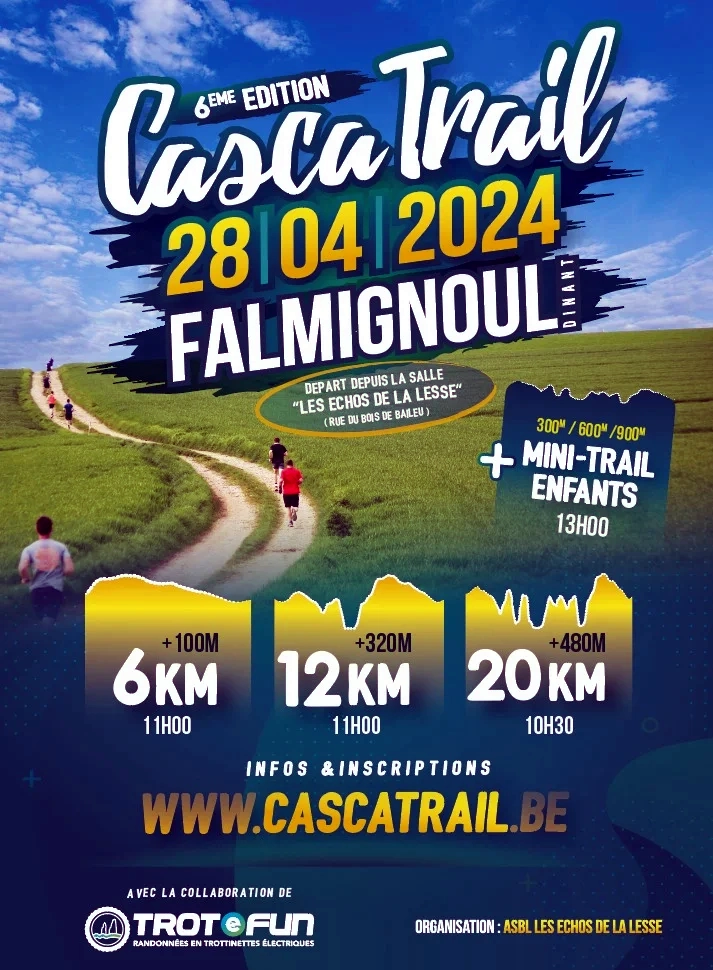 6EME EDITION
Casca Trail
28|04|2024
FALMIGNOUL
DINANT
DEPART DEPUIS LA SALLE
"LES ECHOS DE LA LESSE"
(RUE DU BOIS DE BAILEU)
300M / 600M /900M
+ MINI-TRAIL
ENFANTS
13H00
+100M
6KM
11H00
+320M
12KM
11H00
+480M
20KM
10H30
INFOS &INSCRIPTIONS
WWW.CASCATRAIL.BE
AVEC LA COLLABORATION DE
TROTeFUN
RANDONNÉES EN TROTTINETTES ÉLECTRIQUES
ORGANISATION : ASBL LES ECHOS DE LA LESSE